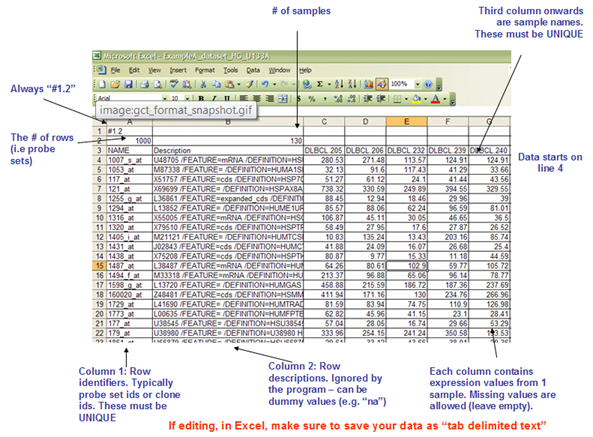 # of samples
Third column onwards
are sample names.
These must be UNIQUE
Always “#1.2”
Microsoft Excel - ExampleA_dataset_HG_U133A
File Edit View Insert Format Tools Data Window Help
100%
Arial 10 B I U
image:gct_format_snapshot.gif
A B C D E F G
1 #1.2
2 1000 130
3 NAME Description DLBCL 205 DLBCL 206 DLBCL 232 DLBCL 239 DLBCL 240
4 1007_s_at U48705 /FEATURE=mRNA /DEFINITION=HSU 280.53 271.48 113.57 124.91 124.91
5 1053_at M87338 /FEATURE= /DEFINITION=HUMA1SE 32.13 91.6 117.43 41.29 33.66
6 117_at X51757 /FEATURE=cds /DEFINITION=HSP70 51.27 61.12 24.1 41.44 43.56
7 121_at X69699 /FEATURE= /DEFINITION=HSPAX8A 738.32 330.59 249.89 394.55 329.55
8 1255_g_at L36861 /FEATURE=expanded_cds /DEFINITI 88.45 12.94 18.46 29.96 39
9 1294_at L13852 /FEATURE= /DEFINITION=HUME1UR 85.57 88.06 62.24 96.59 81.01
10 1316_at X55005 /FEATURE=mRNA /DEFINITION=HSC 106.87 45.11 30.05 46.65 36.5
11 1320_at X79510 /FEATURE=cds /DEFINITION=HSPTP 58.49 27.95 17.6 27.87 26.52
12 1405_i_at M21121 /FEATURE= /DEFINITION=HUMTCSM 10.83 135.24 13.43 203.16 85.74
13 1431_at J02843 /FEATURE=cds /DEFINITION=HUMCY 41.88 24.09 16.07 26.68 25.4
14 1438_at X75208 /FEATURE=cds /DEFINITION=HSPTK 80.87 9.77 15.33 11.18 44.59
15 1487_at L38487 /FEATURE=mRNA /DEFINITION=HUM 64.26 80.61 102.9 59.77 105.72
16 1494_f_at M33318 /FEATURE=mRNA /DEFINITION=HUM 213.37 96.88 65.06 96.14 78.77
17 1598_g_at L13720 /FEATURE= /DEFINITION=HUMGAS 458.88 215.59 186.72 187.36 237.69
18 160020_at Z48481 /FEATURE=cds /DEFINITION=HSMM 411.94 171.16 130 234.76 266.96
19 1729_at L41690 /FEATURE= /DEFINITION=HUMTRAD 81.59 83.94 74.75 110.9 126.98
20 1773_at L00635 /FEATURE= /DEFINITION=HUMFPTE 62.82 45.96 41.15 23.1 28.41
21 177_at U38545 /FEATURE= /DEFINITION=HSU38545 57.04 28.05 16.74 29.66 53.29
22 179_at U38980 /FEATURE= /DEFINITION=U38980 H 333.96 254.15 241.24 350.58
The # of rows
(i.e probe
sets)
Data starts on
line 4
Column 1: Row
identifiers. Typically
probe set ids or clone
ids. These must be
UNIQUE
Column 2: Row
descriptions. Ignored by
the program – can be
dummy values (e.g. “na”)
Each column contains
expression values from 1
sample. Missing values are
allowed (leave empty).
If editing, in Excel, make sure to save your data as “tab delimited text”